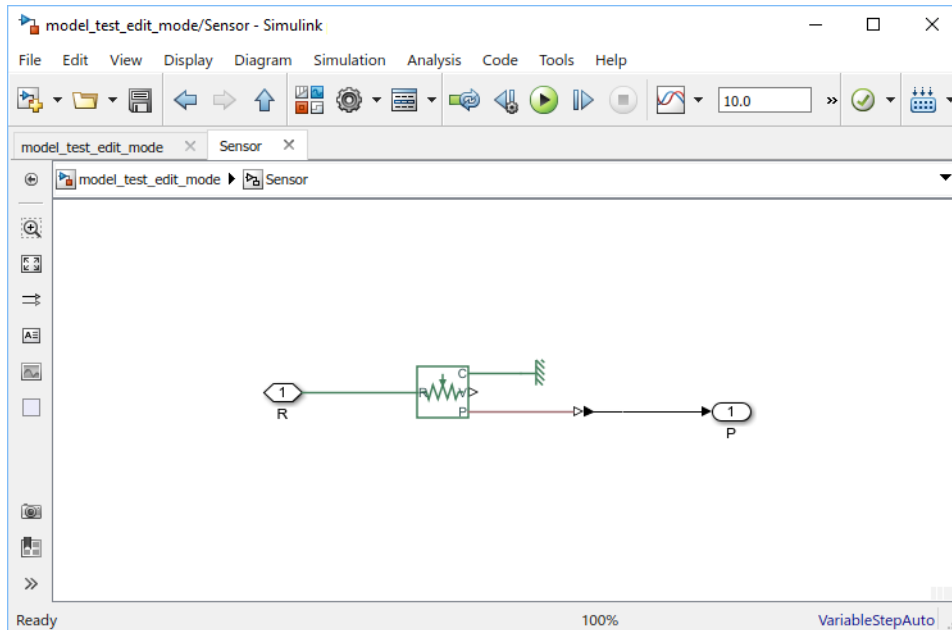 model_test_edit_mode/Sensor - Simulink
File Edit View Display Diagram Simulation Analysis Code Tools Help
10.0 »
model_test_edit_mode × Sensor ×
model_test_edit_mode Sensor
C
1 R V
R P 1
P
Ready 100% VariableStepAuto